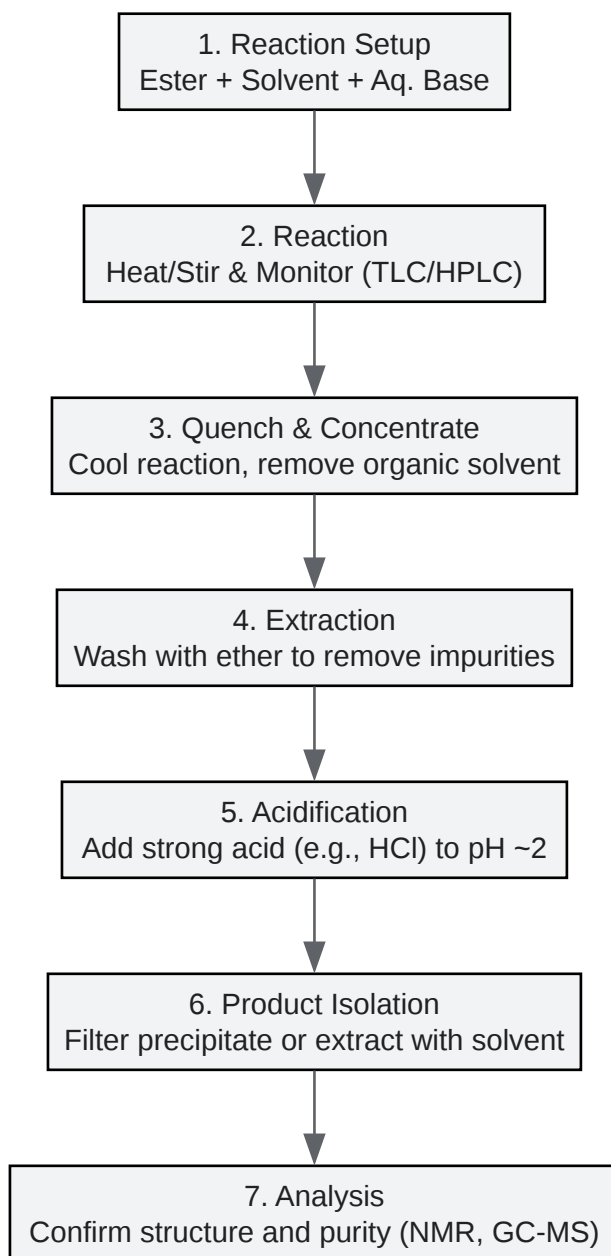 1. Reaction Setup
Ester + Solvent + Aq. Base
2. Reaction
Heat/Stir & Monitor (TLC/HPLC)
3. Quench & Concentrate
Cool reaction, remove organic solvent
4. Extraction
Wash with ether to remove impurities
5. Acidification
Add strong acid (e.g., HCl) to pH ~2
6. Product Isolation
Filter precipitate or extract with solvent
7. Analysis
Confirm structure and purity (NMR, GC-MS)